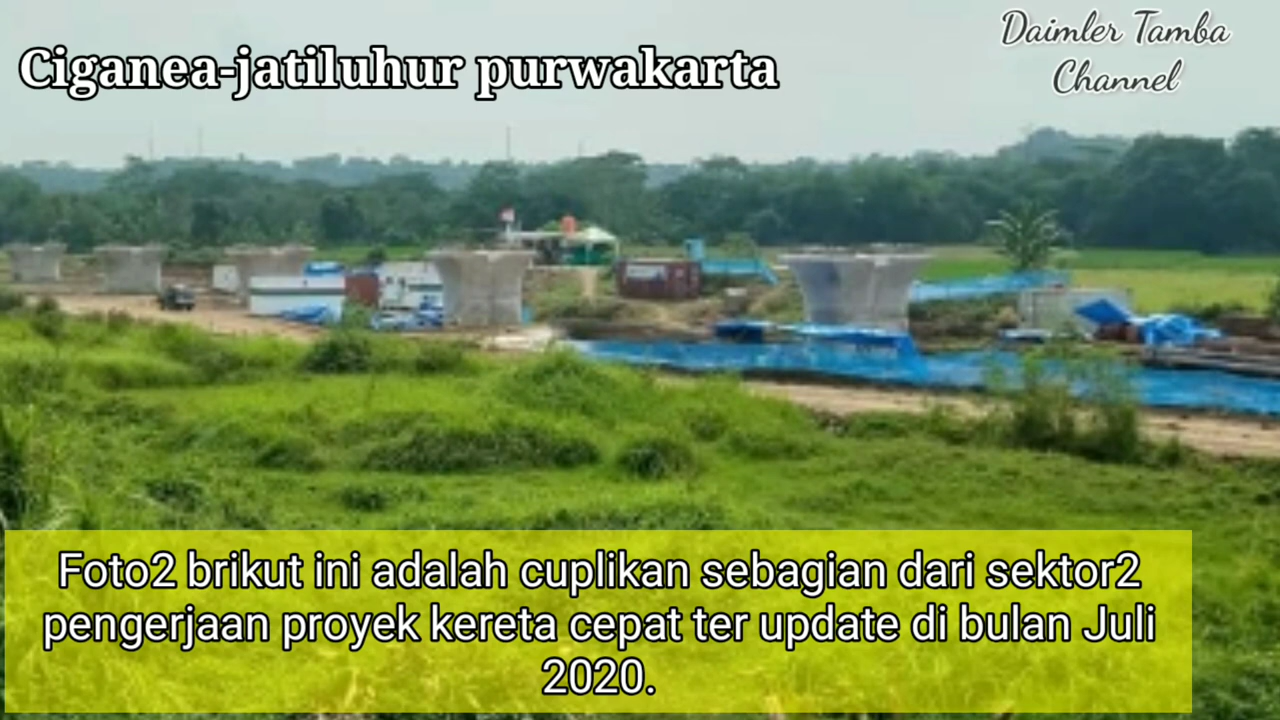 Daimler Tamba
Channel
Ciganea-jatiluhur purwakarta
Foto2 brikut ini adalah cuplikan sebagian dari sektor2
pengerjaan proyek kereta cepat ter update di bulan Juli
2020.